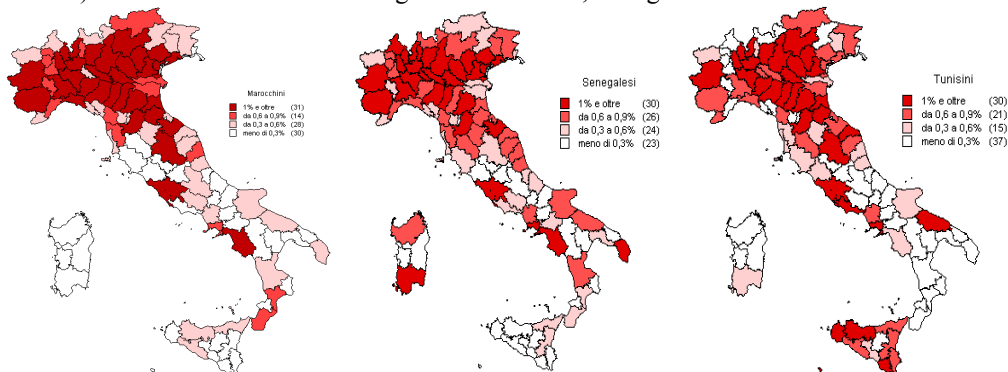 Marocchini
1% e oltre (31)
da 0,6 a 0,9% (14)
da 0,3 a 0,6% (28)
meno di 0,3% (30)
Senegalesi
1% e oltre (30)
da 0,6 a 0,9% (26)
da 0,3 a 0,6% (24)
meno di 0,3% (23)
Tunisini
1% e oltre (30)
da 0,6 a 0,9% (21)
da 0,3 a 0,6% (15)
meno di 0,3% (37)